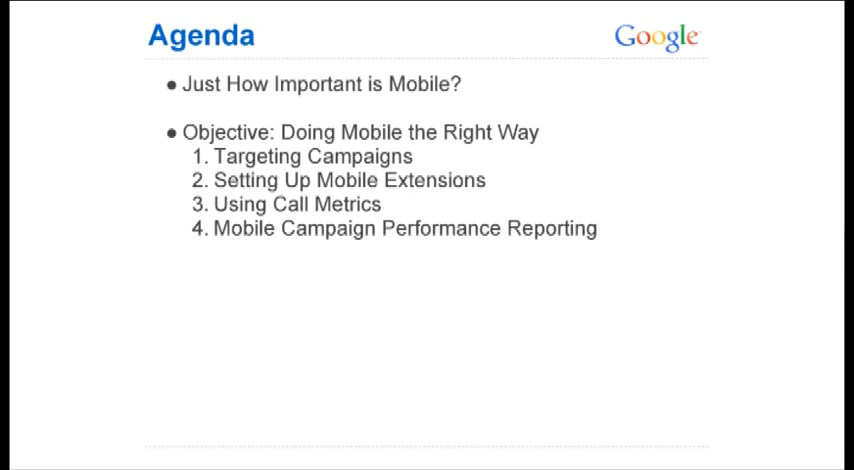 Agenda
Google
● Just How Important is Mobile?
● Objective: Doing Mobile the Right Way
1. Targeting Campaigns
2. Setting Up Mobile Extensions
3. Using Call Metrics
4. Mobile Campaign Performance Reporting